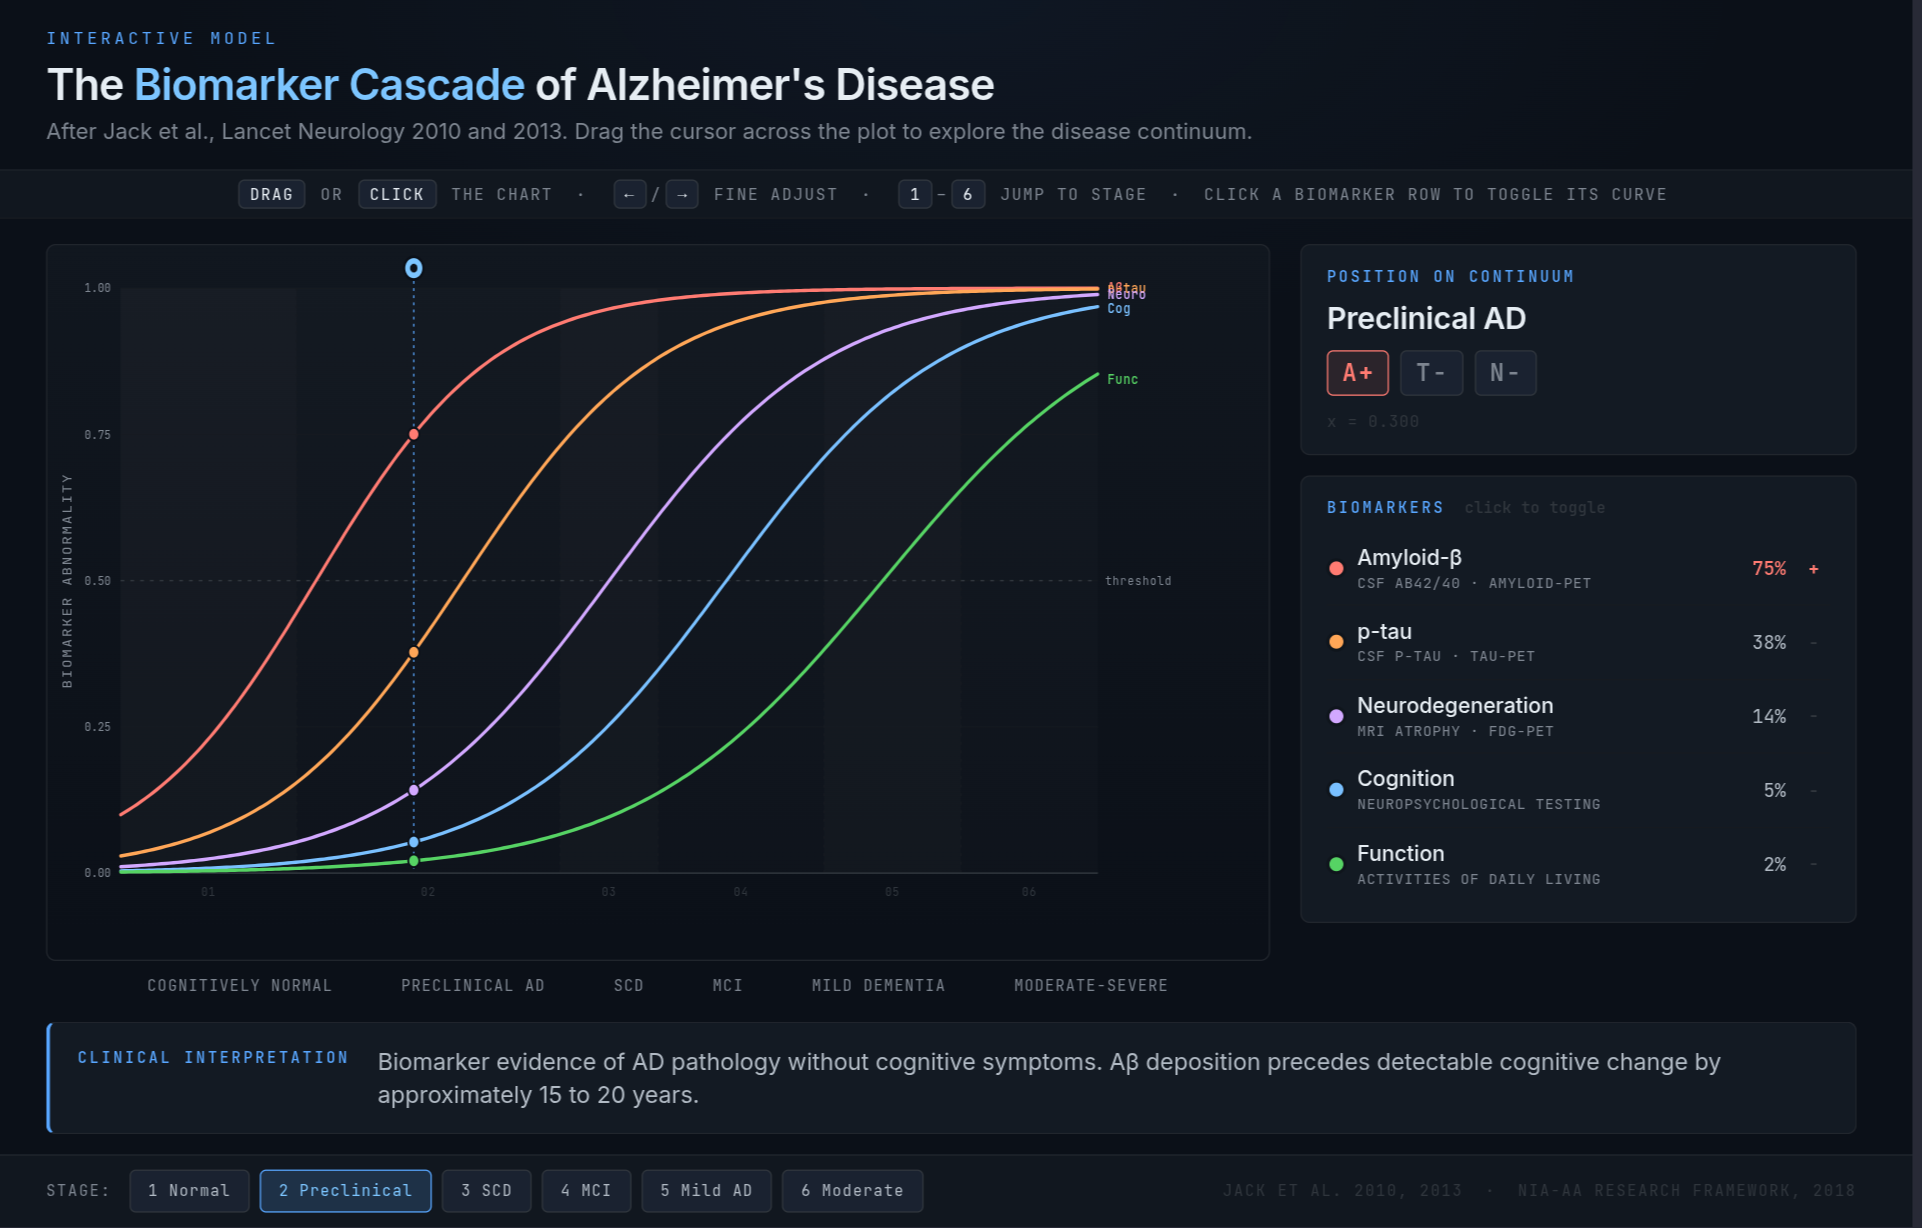 INTERACTIVE MODEL
The Biomarker Cascade of Alzheimer's Disease
After Jack et al., Lancet Neurology 2010 and 2013. Drag the cursor across the plot to explore the disease continuum.
DRAG OR CLICK THE CHART · ← / → FINE ADJUST · 1 – 6 JUMP TO STAGE · CLICK A BIOMARKER ROW TO TOGGLE ITS CURVE
BIOMARKER ABNORMALITY
1.00
0.75
0.50
0.25
0.00
Neuro
Cog
Func
threshold
01 02 03 04 05 06
COGNITIVELY NORMAL PRECLINICAL AD SCD MCI MILD DEMENTIA MODERATE-SEVERE
POSITION ON CONTINUUM
Preclinical AD
A+ T- N-
x = 0.300
BIOMARKERS click to toggle
Amyloid-β
CSF AB42/40 · AMYLOID-PET
75% +
p-tau
CSF P-TAU · TAU-PET
38% –
Neurodegeneration
MRI ATROPHY · FDG-PET
14% –
Cognition
NEUROPSYCHOLOGICAL TESTING
5% –
Function
ACTIVITIES OF DAILY LIVING
2% –
CLINICAL INTERPRETATION
Biomarker evidence of AD pathology without cognitive symptoms. Aβ deposition precedes detectable cognitive change by
approximately 15 to 20 years.
STAGE: 1 Normal 2 Preclinical 3 SCD 4 MCI 5 Mild AD 6 Moderate
JACK ET AL. 2010, 2013 · NIA-AA RESEARCH FRAMEWORK, 2018